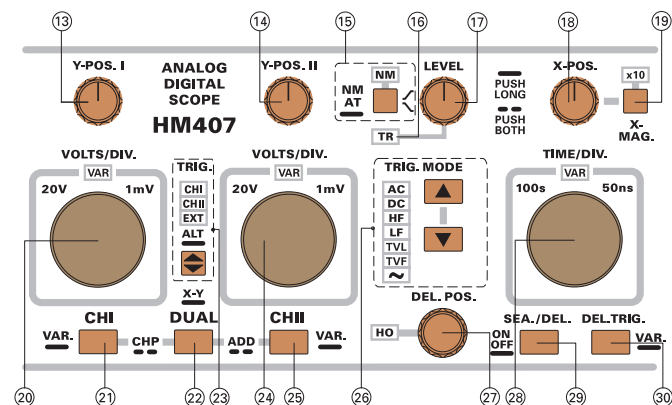 13
14
15
16
17
18
19
Y-POS. I
ANALOG
DIGITAL
SCOPE
HM407
Y-POS. II
NM
AT
NM
LEVEL
TR
PUSH
LONG
PUSH
BOTH
X-POS.
x10
X-
MAG.
VOLTS/DIV.
VAR
20V
1mV
TRIG.
CHI
CHII
EXT
ALT
VOLTS/DIV.
VAR
20V
1mV
TRIG. MODE
AC
DC
HF
LF
TVL
TVF
~
TIME/DIV.
VAR
100s
50ns
X-Y
CHI
DUAL
CHII
VAR.
CHP
ADD
VAR.
DEL. POS.
HO
ON
OFF
SEA./DEL.
DEL.TRIG.
VAR.
20
21
22
23
24
25
26
27
28
29
30